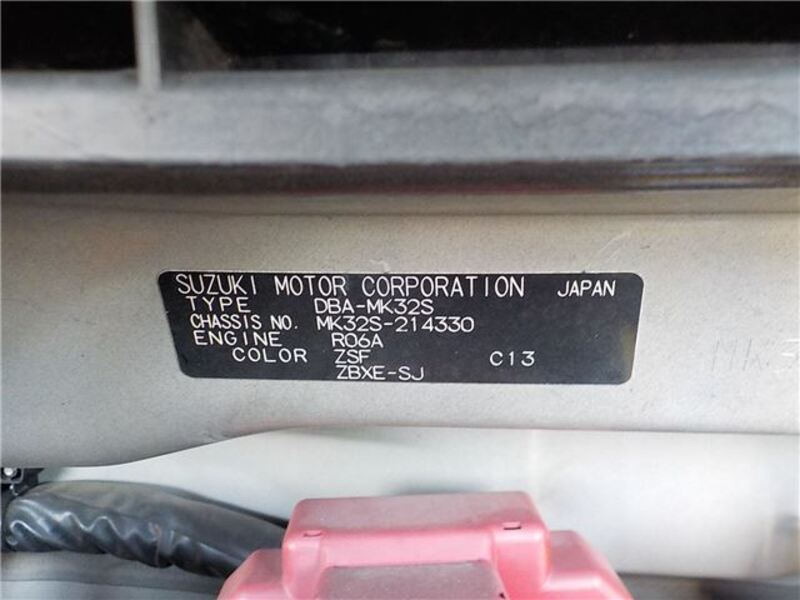 SUZUKI MOTOR CORPORATION JAPAN
TYPE DBA-MK32S
CHASSIS NO. MK32S-214330
ENGINE R06A
COLOR ZSF C13
ZBXE-SJ